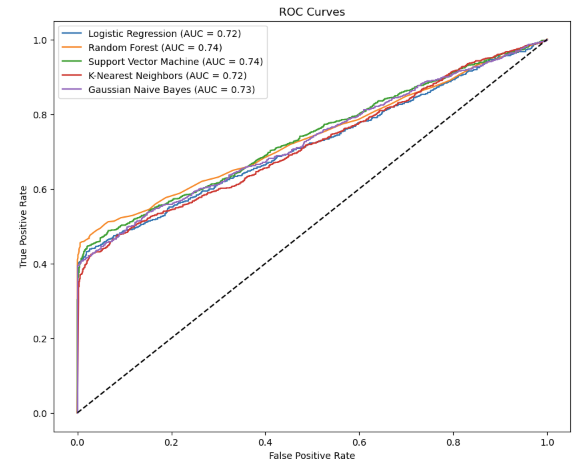 ROC Curves
Logistic Regression (AUC = 0.72)
Random Forest (AUC = 0.74)
Support Vector Machine (AUC = 0.74)
K-Nearest Neighbors (AUC = 0.72)
Gaussian Naive Bayes (AUC = 0.73)
True Positive Rate
1.0
0.8
0.6
0.4
0.2
0.0
0.0 0.2 0.4 0.6 0.8 1.0
False Positive Rate